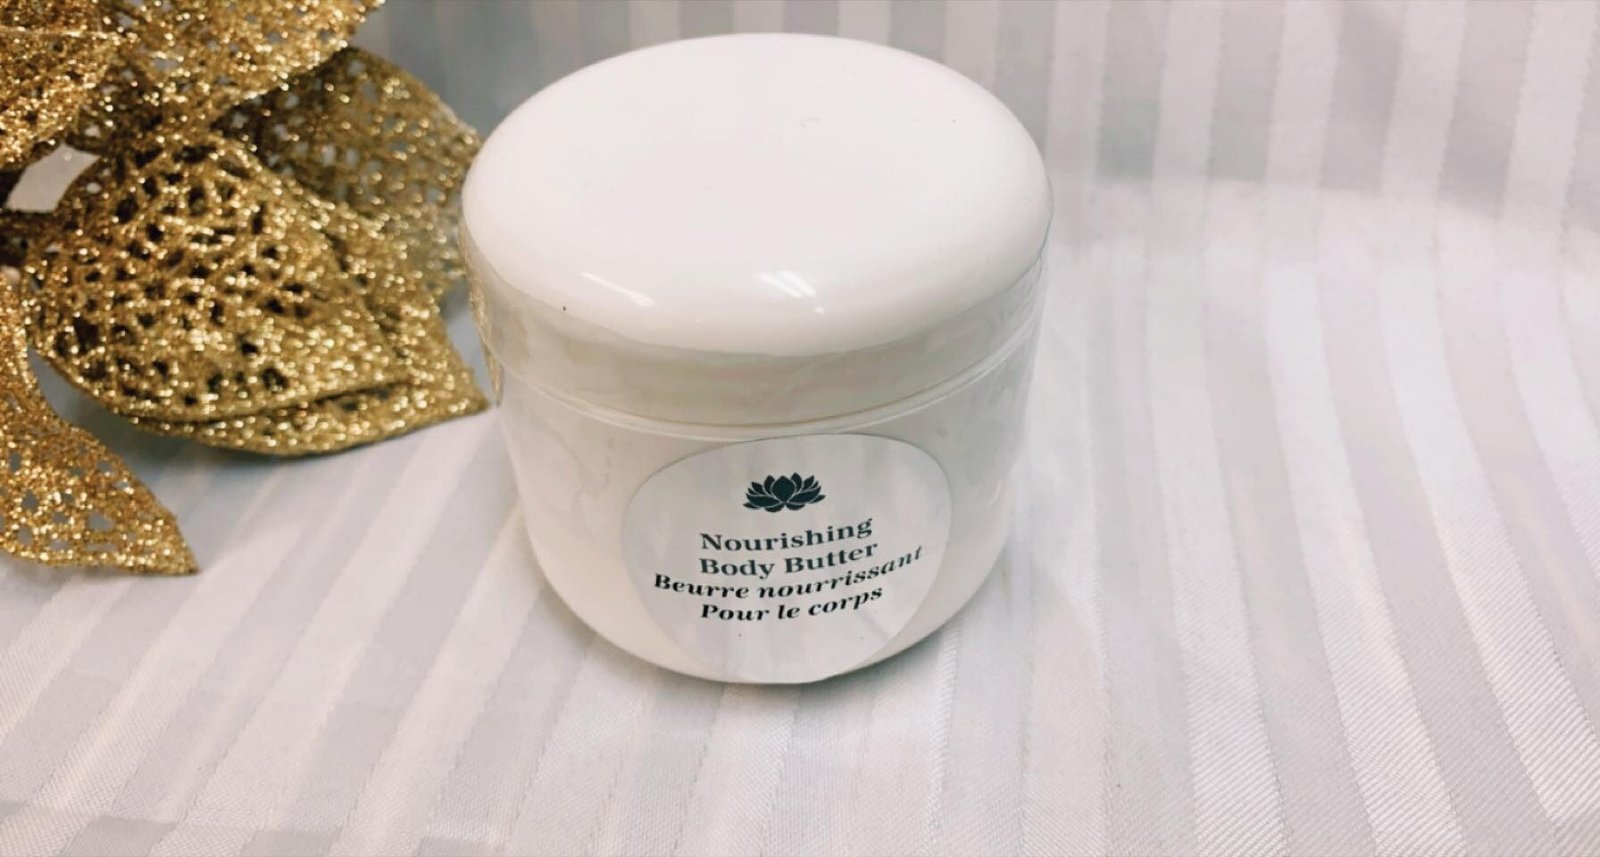 Nourishing
Body Butter
Beurre nourrissant
Pour le corps